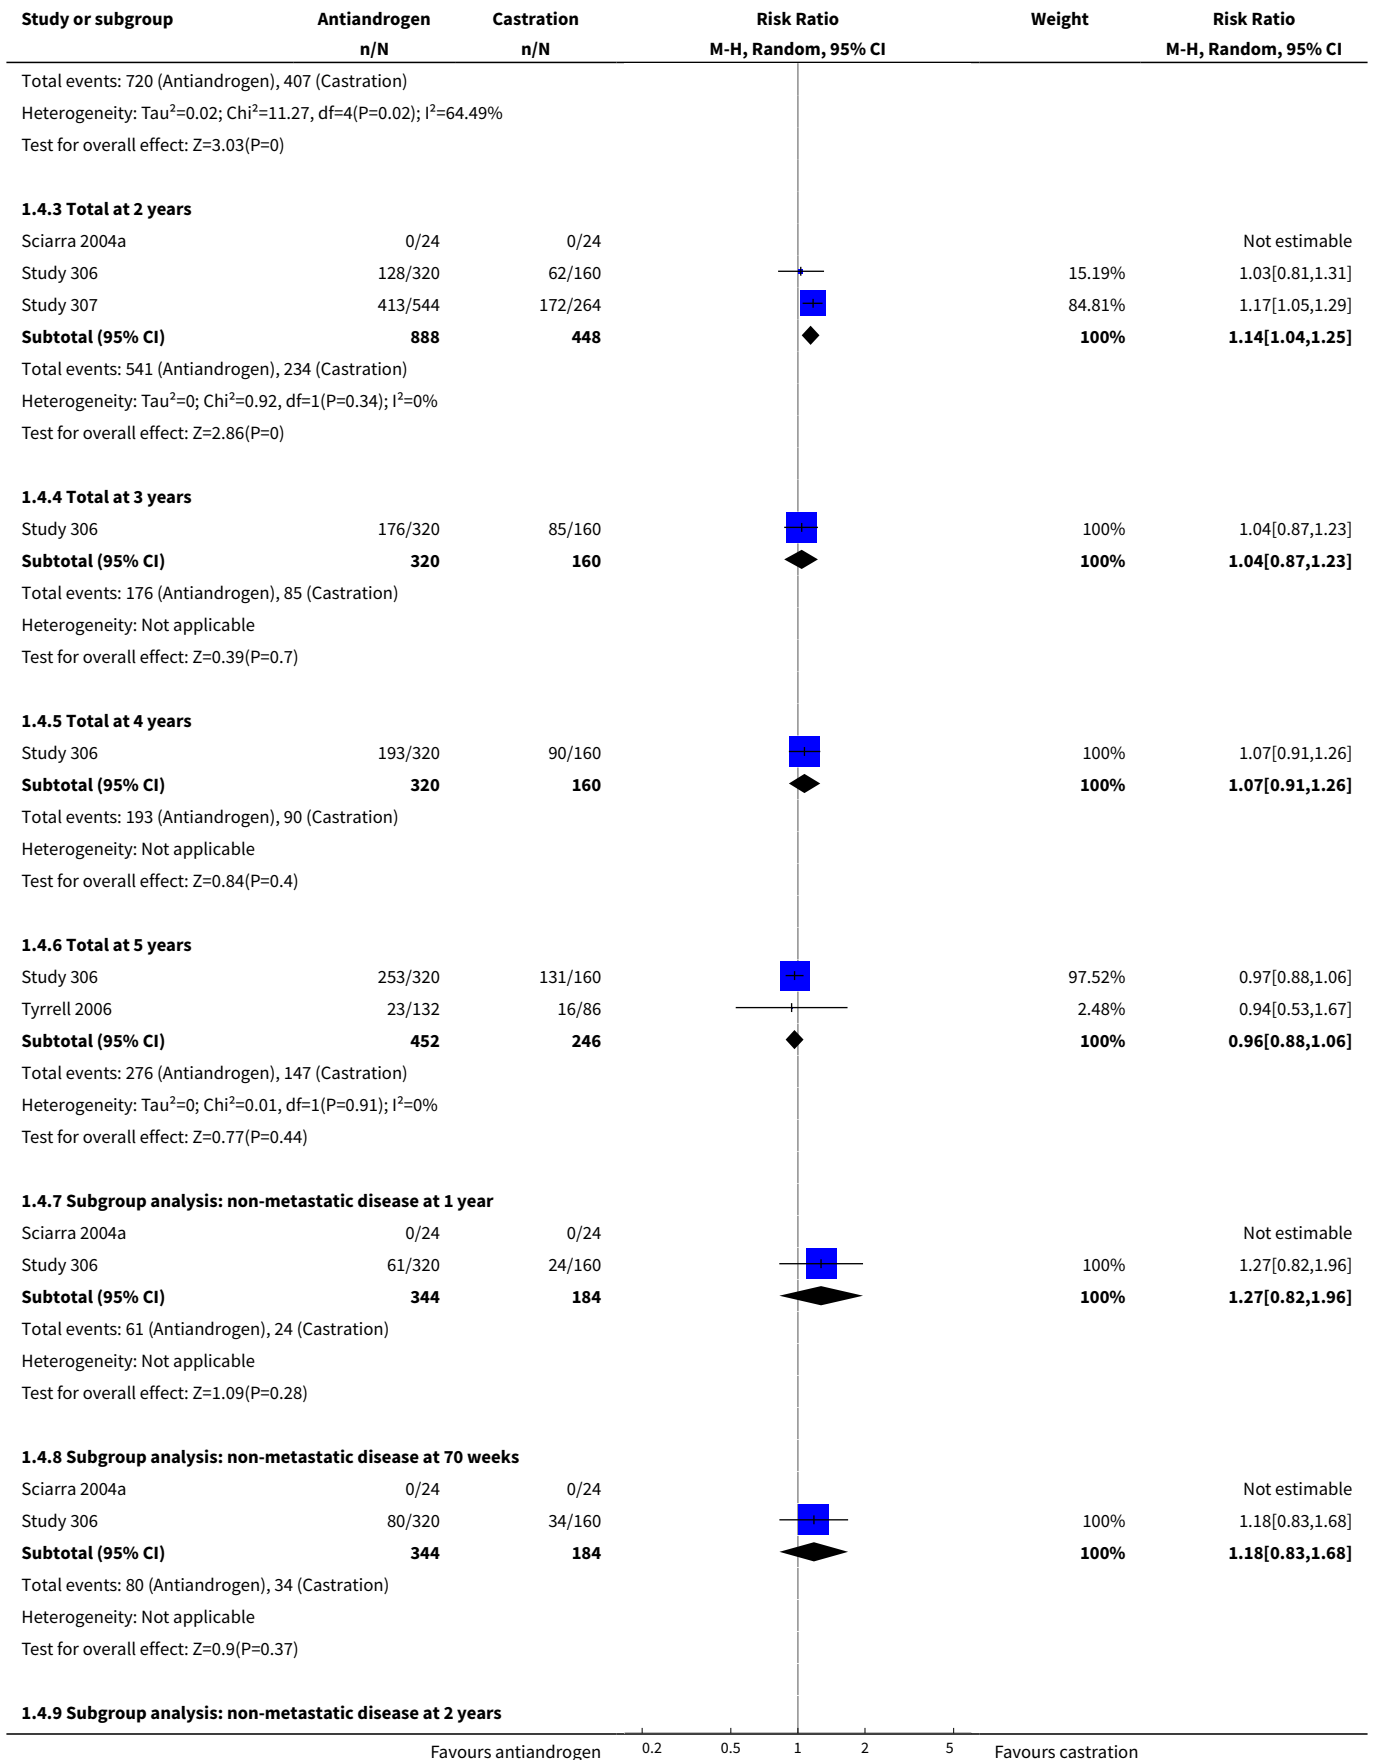 Study or subgroup Antiandrogen Castration Risk Ratio Weight Risk Ratio
n/N n/N M-H, Random, 95% CI M-H, Random, 95% CI
Total events: 720 (Antiandrogen), 407 (Castration)
Heterogeneity: Tau²=0.02; Chi²=11.27, df=4(P=0.02); I²=64.49%
Test for overall effect: Z=3.03(P=0)
1.4.3 Total at 2 years
Sciarra 2004a 0/24 0/24 Not estimable
Study 306 128/320 62/160 15.19% 1.03[0.81,1.31]
Study 307 413/544 172/264 84.81% 1.17[1.05,1.29]
Subtotal (95% CI) 888 448 100% 1.14[1.04,1.25]
Total events: 541 (Antiandrogen), 234 (Castration)
Heterogeneity: Tau²=0; Chi²=0.92, df=1(P=0.34); I²=0%
Test for overall effect: Z=2.86(P=0)
1.4.4 Total at 3 years
Study 306 176/320 85/160 100% 1.04[0.87,1.23]
Subtotal (95% CI) 320 160 100% 1.04[0.87,1.23]
Total events: 176 (Antiandrogen), 85 (Castration)
Heterogeneity: Not applicable
Test for overall effect: Z=0.39(P=0.7)
1.4.5 Total at 4 years
Study 306 193/320 90/160 100% 1.07[0.91,1.26]
Subtotal (95% CI) 320 160 100% 1.07[0.91,1.26]
Total events: 193 (Antiandrogen), 90 (Castration)
Heterogeneity: Not applicable
Test for overall effect: Z=0.84(P=0.4)
1.4.6 Total at 5 years
Study 306 253/320 131/160 97.52% 0.97[0.88,1.06]
Tyrrell 2006 23/132 16/86 2.48% 0.94[0.53,1.67]
Subtotal (95% CI) 452 246 100% 0.96[0.88,1.06]
Total events: 276 (Antiandrogen), 147 (Castration)
Heterogeneity: Tau²=0; Chi²=0.01, df=1(P=0.91); I²=0%
Test for overall effect: Z=0.77(P=0.44)
1.4.7 Subgroup analysis: non-metastatic disease at 1 year
Sciarra 2004a 0/24 0/24 Not estimable
Study 306 61/320 24/160 100% 1.27[0.82,1.96]
Subtotal (95% CI) 344 184 100% 1.27[0.82,1.96]
Total events: 61 (Antiandrogen), 24 (Castration)
Heterogeneity: Not applicable
Test for overall effect: Z=1.09(P=0.28)
1.4.8 Subgroup analysis: non-metastatic disease at 70 weeks
Sciarra 2004a 0/24 0/24 Not estimable
Study 306 80/320 34/160 100% 1.18[0.83,1.68]
Subtotal (95% CI) 344 184 100% 1.18[0.83,1.68]
Total events: 80 (Antiandrogen), 34 (Castration)
Heterogeneity: Not applicable
Test for overall effect: Z=0.9(P=0.37)
1.4.9 Subgroup analysis: non-metastatic disease at 2 years
Favours antiandrogen 0.2 0.5 1 2 5 Favours castration